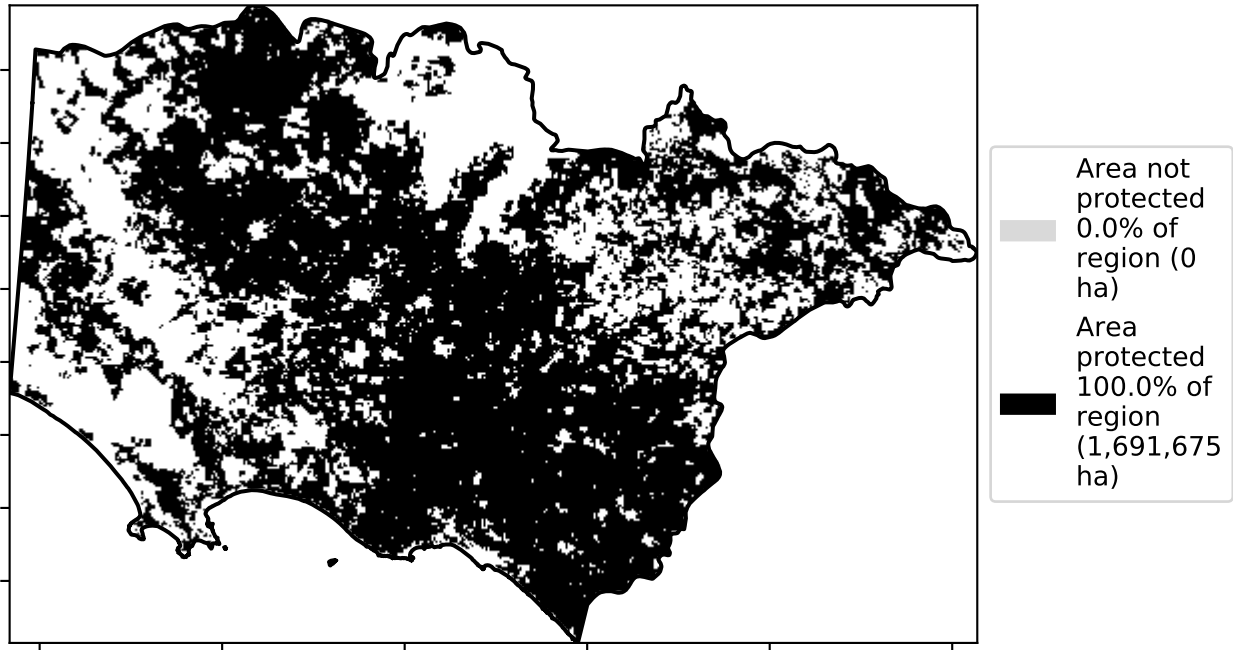 Area not
protected
0.0% of
region (0
ha)
Area
protected
100.0% of
region
(1,691,675
ha)